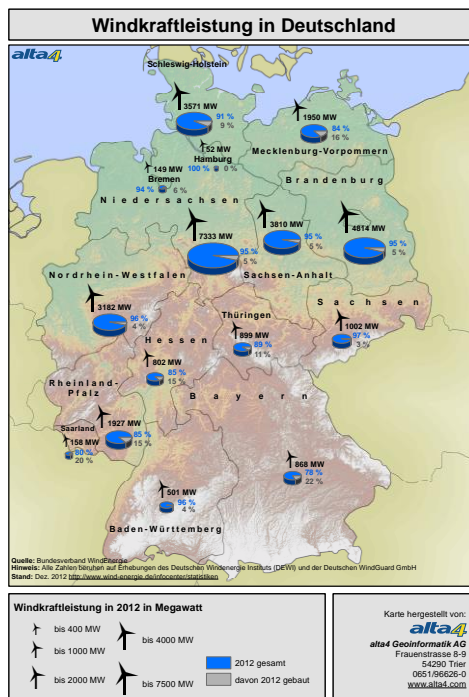 Windkraftleistung in Deutschland
alta4
Schleswig-Holstein
3571 MW
91 %
9 %
1950 MW
84 %
16 %
Mecklenburg-Vorpommern
52 MW
Hamburg
100 %
0 %
149 MW
Bremen
94 %
6 %
Niedersachsen
Brandenburg
7333 MW
95 %
5 %
3810 MW
95 %
5 %
4814 MW
95 %
5 %
Nordrhein-Westfalen
Sachsen-Anhalt
3182 MW
96 %
4 %
Sachsen
Thüringen
899 MW
89 %
11 %
1002 MW
97 %
3 %
Hessen
802 MW
85 %
15 %
Rheinland-
Pfalz
Bayern
1927 MW
85 %
15 %
Saarland
158 MW
80 %
20 %
868 MW
78 %
22 %
501 MW
96 %
4 %
Baden-Württemberg
Quelle: Bundesverband WindEnergie
Hinweis: Alle Zahlen beruhen auf Erhebungen des Deutschen Windenergie Instituts (DEWI) und der Deutschen WindGuard GmbH
Stand: Dez. 2012 http://www.wind-energie.de/infocenter/statistiken
Windkraftleistung in 2012 in Megawatt
bis 400 MW
bis 1000 MW
bis 2000 MW
bis 4000 MW
bis 7500 MW
2012 gesamt
davon 2012 gebaut
Karte hergestellt von:
alta4
alta4 Geoinformatik AG
Frauenstrasse 8-9
54290 Trier
0651/96626-0
www.alta4.com